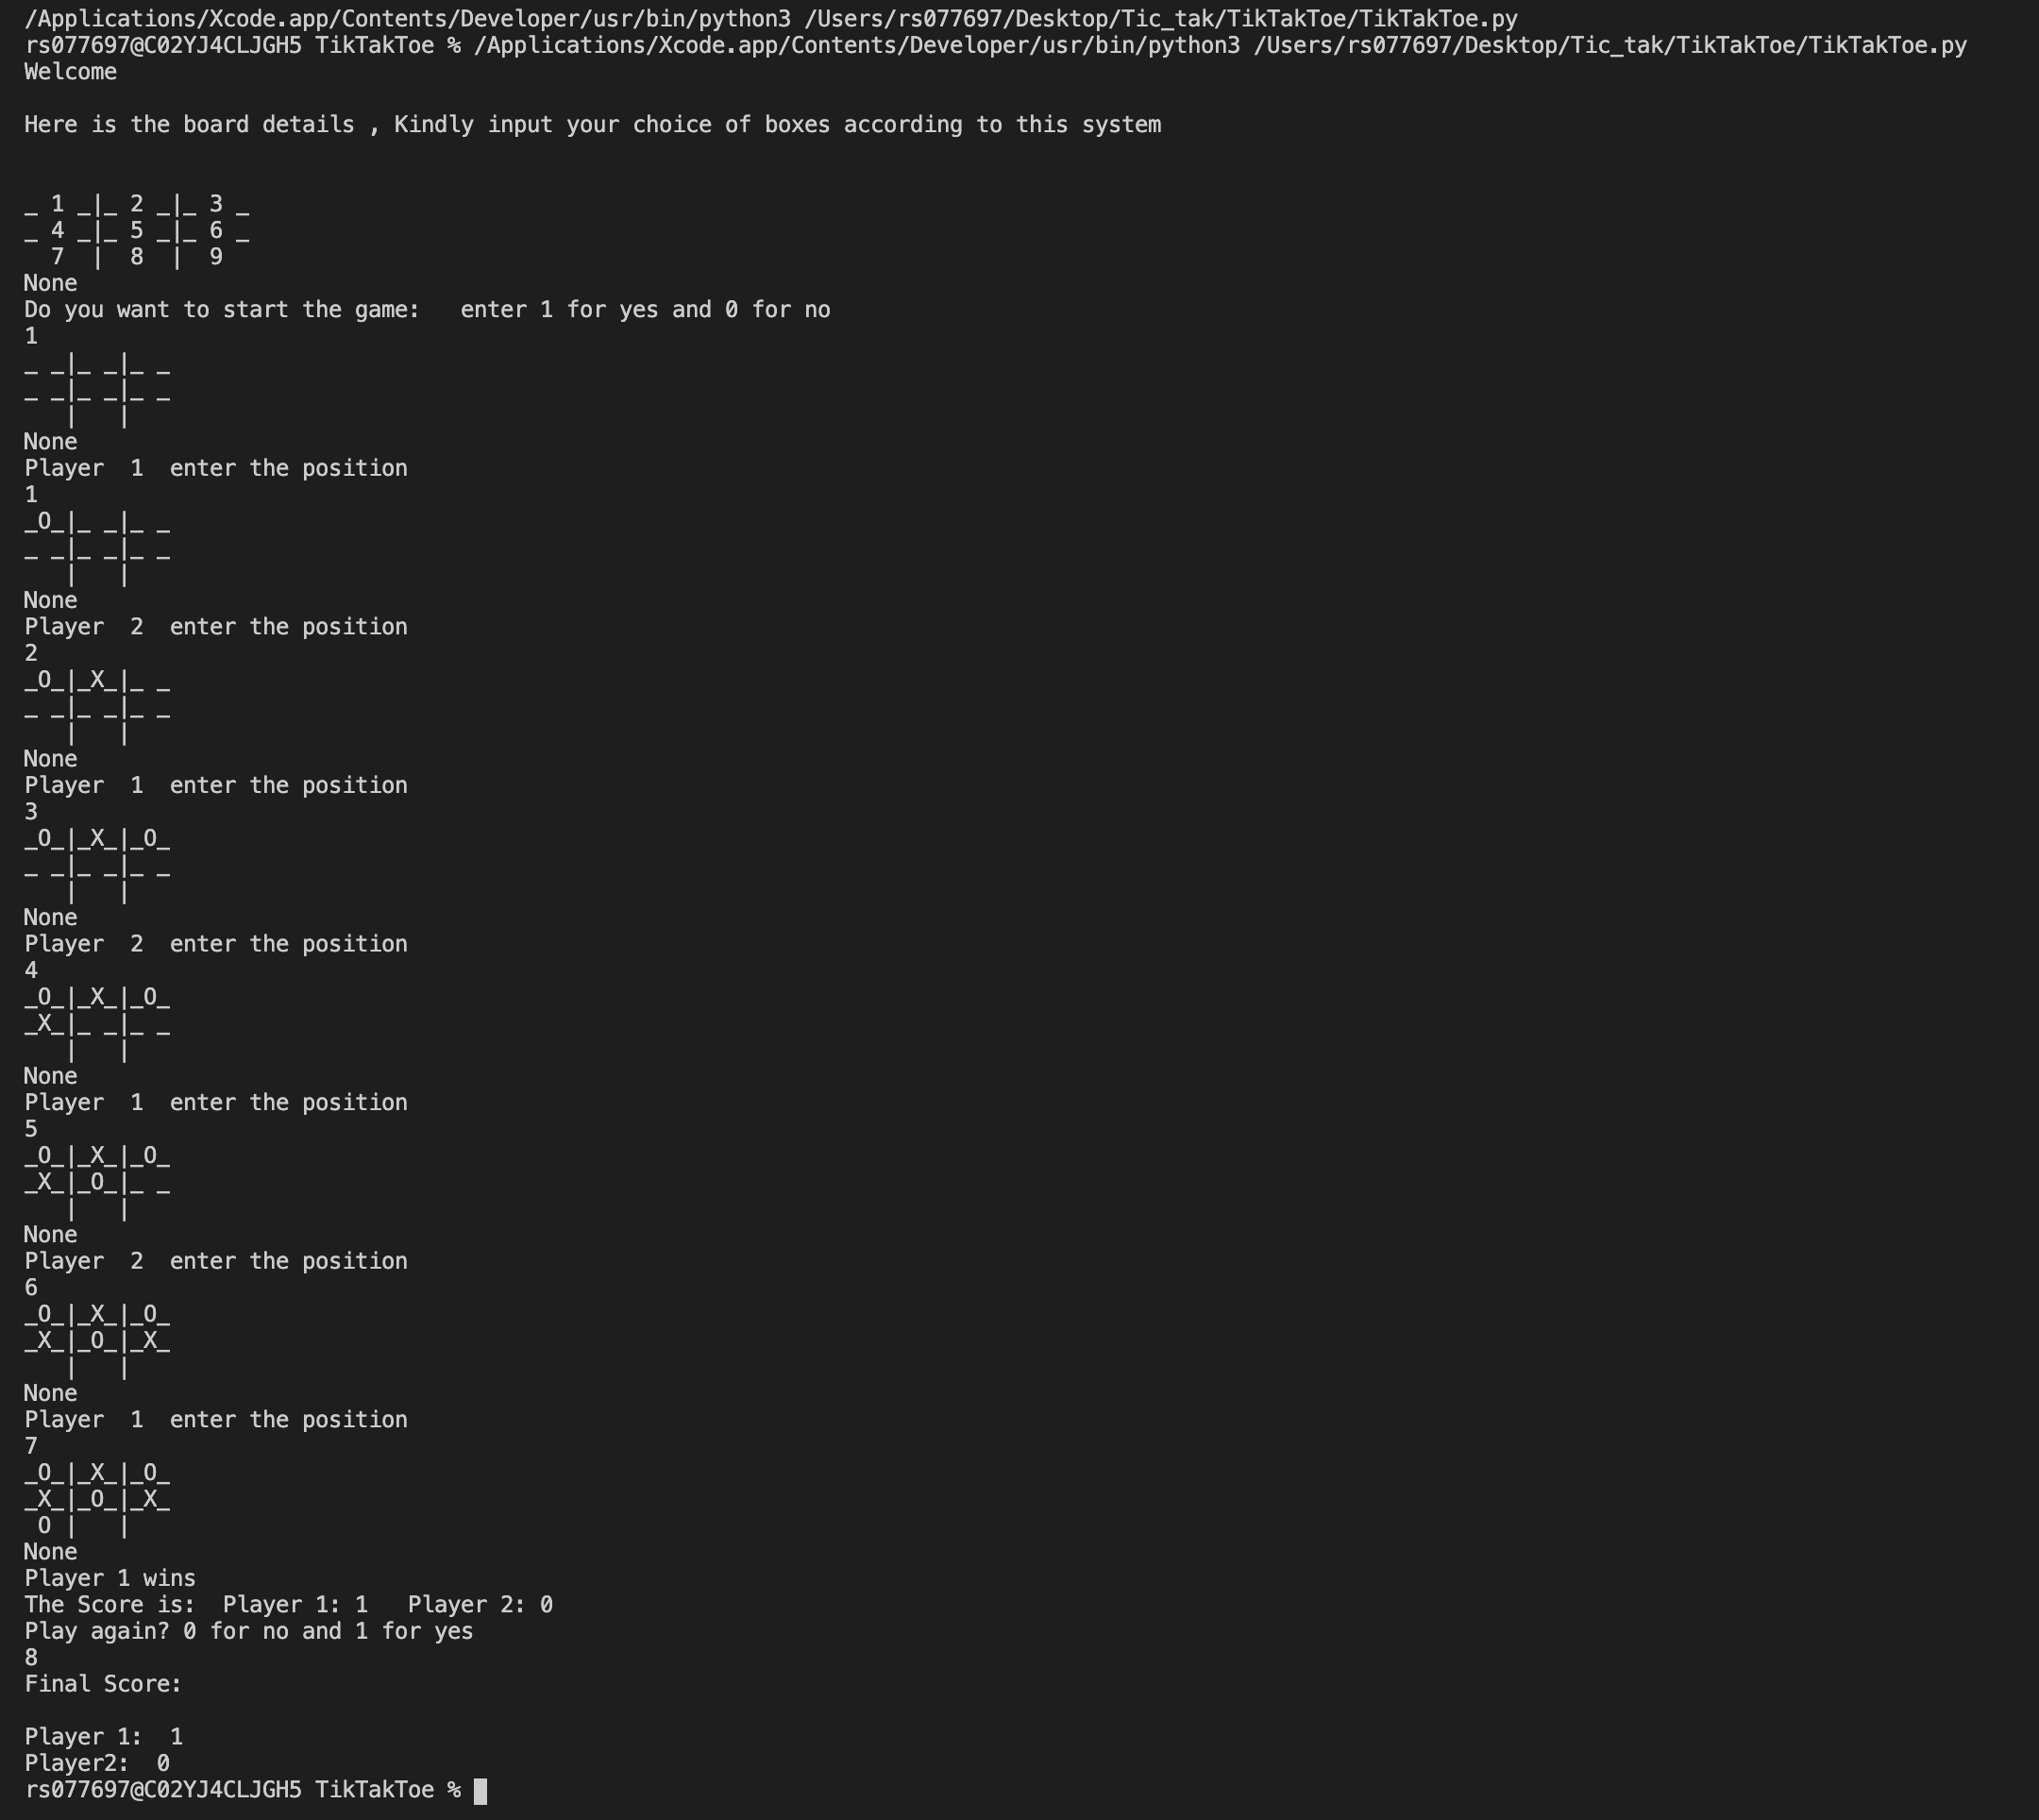 /Applications/Xcode.app/Contents/Developer/usr/bin/python3 /Users/rs077697/Desktop/Tic_tak/TikTakToe/TikTakToe.py
rs077697@C02YJ4CLJGH5 TikTakToe % /Applications/Xcode.app/Contents/Developer/usr/bin/python3 /Users/rs077697/Desktop/Tic_tak/TikTakToe/TikTakToe.py
Welcome

Here is the board details , Kindly input your choice of boxes according to this system


_ 1 _|_ 2 _|_ 3 _
_ 4 _|_ 5 _|_ 6 _
  7  |  8  |  9
None
Do you want to start the game:   enter 1 for yes and 0 for no
1
_ _|_ _|_ _
_ _|_ _|_ _
   |   |
None
Player  1  enter the position
1
_O_|_ _|_ _
_ _|_ _|_ _
   |   |
None
Player  2  enter the position
2
_O_|_X_|_ _
_ _|_ _|_ _
   |   |
None
Player  1  enter the position
3
_O_|_X_|_O_
_ _|_ _|_ _
   |   |
None
Player  2  enter the position
4
_O_|_X_|_O_
_X_|_ _|_ _
   |   |
None
Player  1  enter the position
5
_O_|_X_|_O_
_X_|_O_|_ _
   |   |
None
Player  2  enter the position
6
_O_|_X_|_O_
_X_|_O_|_X_
   |   |
None
Player  1  enter the position
7
_O_|_X_|_O_
_X_|_O_|_X_
 O |   |
None
Player 1 wins
The Score is:  Player 1: 1   Player 2: 0
Play again? 0 for no and 1 for yes
8
Final Score:

Player 1:  1
Player2:  0
rs077697@C02YJ4CLJGH5 TikTakToe %